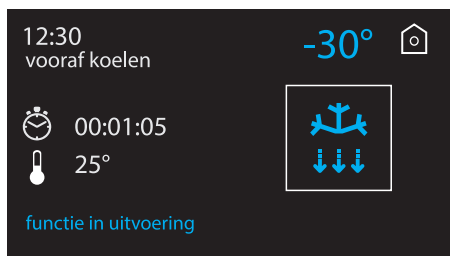 12:30
-30°
vooraf koelen
00:01:05
25°
functie in uitvoering